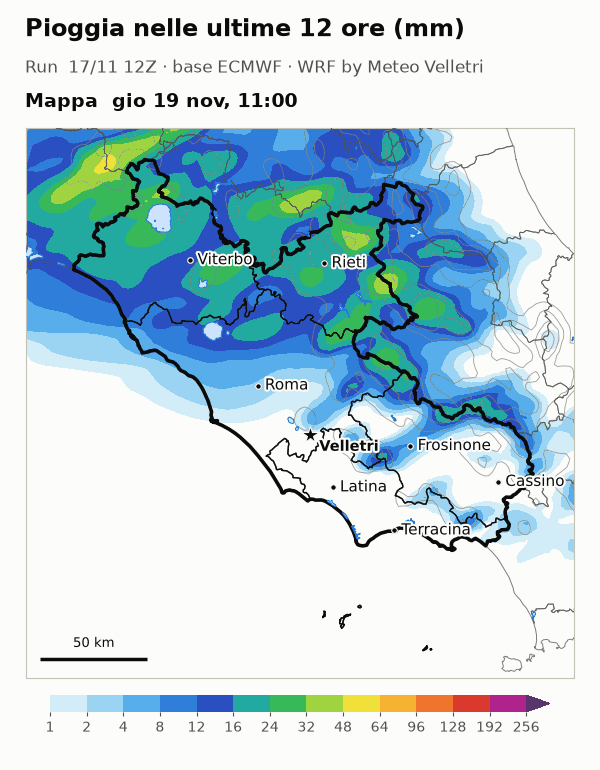 Pioggia nelle ultime 12 ore (mm)
Run  17/11 12Z · base ECMWF · WRF by Meteo Velletri
Mappa  gio 19 nov, 11:00
Viterbo
Rieti
Roma
Velletri
Frosinone
Latina
Cassino
Terracina
50 km
1 2 4 8 12 16 24 32 48 64 96 128 192 256